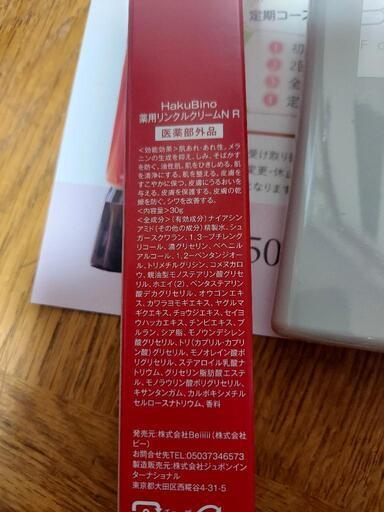 定期コース
HakuBino
薬用リンクルクリームN R
医薬部外品
<効能効果>肌あれ・あれ性。メラ
ニンの生成を抑え、しみ、そばかす
を防ぐ。油性肌。肌をひきしめる。肌
を清浄にする。肌を整える。皮膚を
すこやかに保つ。皮膚にうるおいを与
える。皮膚を保護する。皮膚の乾
燥を防ぐ。シワを改善する。
<内容量>30g
<全成分>(有効成分)ナイアシン
アミド(その他の成分)精製水、シュ
ガースクワラン、1,3-ブチレングリ
コール、濃グリセリン、ベヘニル
アルコール、1,2-ペンタンジオー
ル、トリメチルグリシン、コメヌカロ
ウ、親油型モノステアリン酸グリセ
リル、ホエイ(2)、ペンタステアリ
ン酸デカグリセリル、オウゴンエキ
ス、カワラヨモギエキス、ヤグルマ
ギクエキス、チョウジエキス、セイヨ
ウハッカエキス、チンピエキス、プ
ルラン、シア脂、モノウンデシレン
酸グリセリル、トリ(カプリル・カプリ
ン酸)グリセリル、モノオレイン酸ポ
リグリセリル、ステアロイル乳酸ナ
トリウム、グリセリン脂肪酸エステ
ル、モノラウリン酸ポリグリセリル、
キサンタンガム、カルボキシメチル
セルロースナトリウム、香料
発売元:株式会社Beiiiii(株式会社
ビー)
お問合せ先TEL:05037346573
製造販売元:株式会社ジュポンインタ
ーナショナル
東京都大田区西糀谷4-31-5
受け取り
変更・休止
になります
50